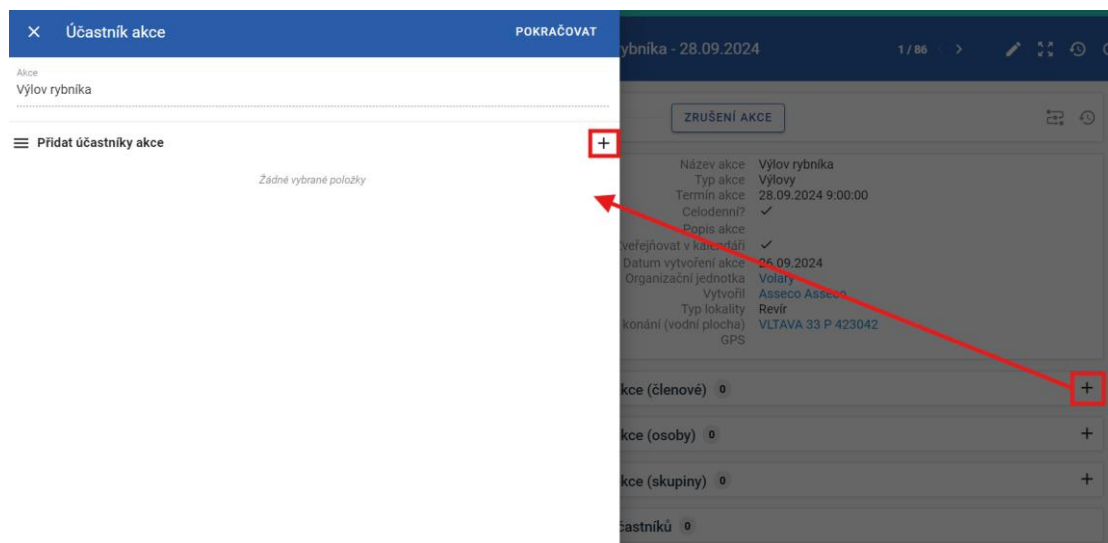 Účastník akce
POKRAČOVAT
Akce
Výlov rybníka
Přidat účastníky akce
Žádné vybrané položky
ybníka - 28.09.2024
1 / 86
ZRUŠENÍ AKCE
Název akce Výlov rybníka
Typ akce Výlovy
Termín akce 28.09.2024 9:00:00
Celodenní?
Popis akce
veřejňovat v kalendáři
Datum vytvoření akce 26.09.2024
Organizační jednotka Volary
Vytvořil Asseco Asseco
Typ lokality Revír
konání (vodní plocha) VLTAVA 33 P 423042
GPS
kce (členové) 0
kce (osoby) 0
kce (skupiny) 0
častníků 0